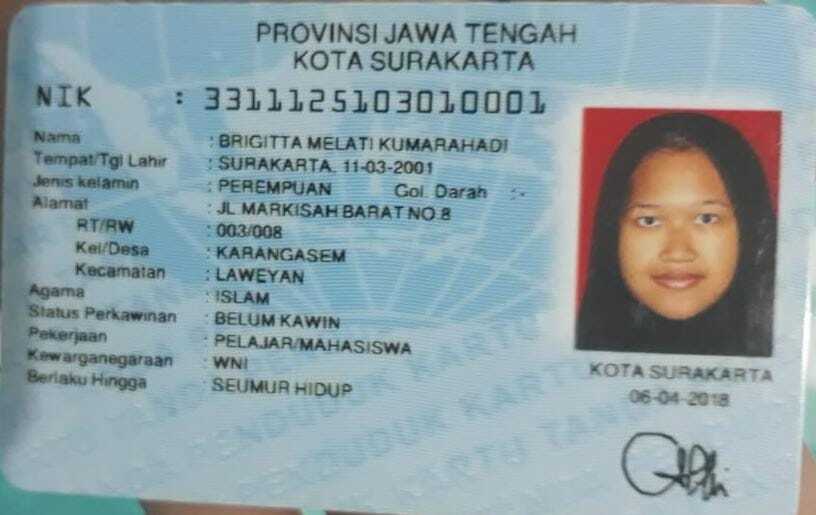 PROVINSI JAWA TENGAH
KOTA SURAKARTA
NIK : 3311125103010001
Nama : BRIGITTA MELATI KUMARAHADI
Tempat/Tgl Lahir : SURAKARTA, 11-03-2001
Jenis kelamin : PEREMPUAN Gol. Darah :-
Alamat : JL MARKISAH BARAT NO.8
RT/RW : 003/008
Kel/Desa : KARANGASEM
Kecamatan : LAWEYAN
Agama : ISLAM
Status Perkawinan : BELUM KAWIN
Pekerjaan : PELAJAR/MAHASISWA
Kewarganegaraan : WNI
Berlaku Hingga : SEUMUR HIDUP
KOTA SURAKARTA
06-04-2018